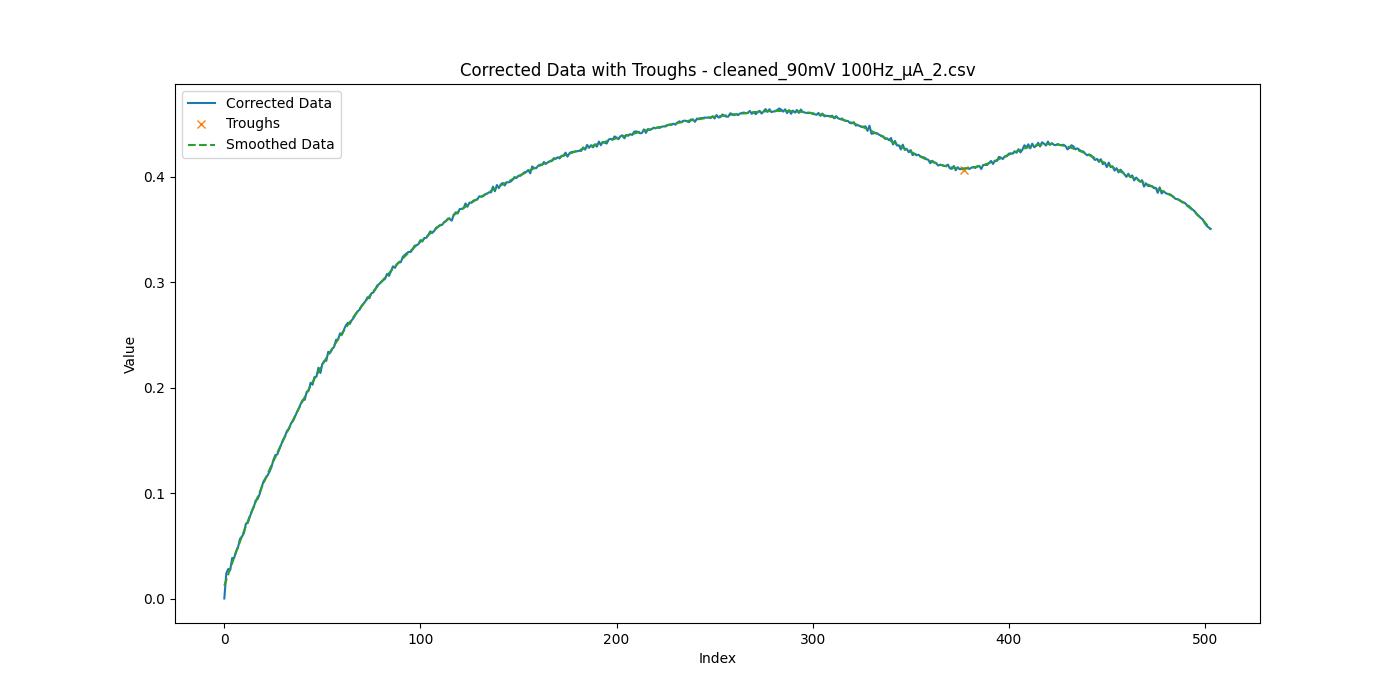 Corrected Data with Troughs - cleaned_90mV 100Hz_µA_2.csv
Corrected Data
Troughs
Smoothed Data
Value
0.4
0.3
0.2
0.1
0.0
0 100 200 300 400 500
Index